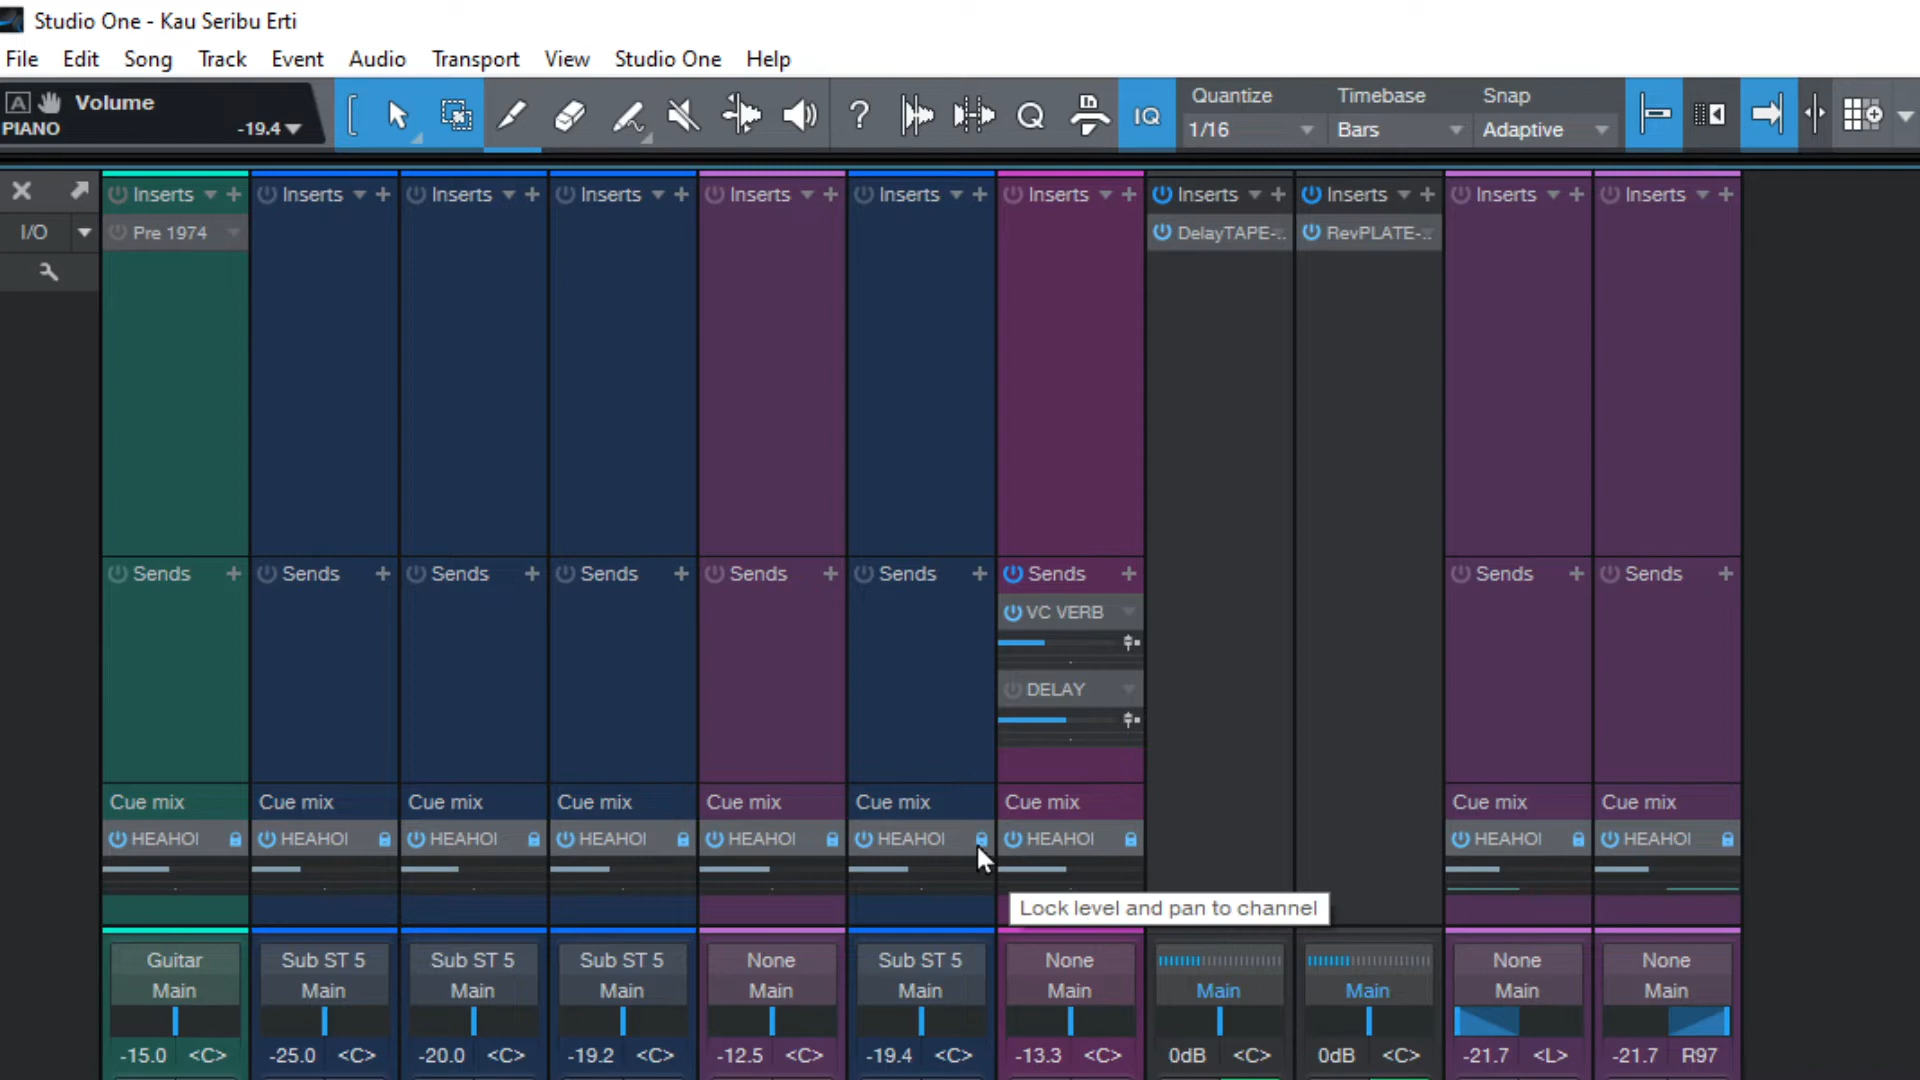 Studio One - Kau Seribu Erti
File Edit Song Track Event Audio Transport View Studio One Help
A Volume
PIANO -19.4
? Q IQ
Quantize Timebase Snap
1/16 Bars Adaptive
Inserts Inserts Inserts Inserts Inserts Inserts Inserts Inserts Inserts Inserts Inserts
I/O Pre 1974 DelayTAPE-.. RevPLATE-..
Sends Sends Sends Sends Sends Sends Sends Sends Sends
VC VERB
DELAY
Cue mix Cue mix Cue mix Cue mix Cue mix Cue mix Cue mix Cue mix Cue mix
HEAHOI HEAHOI HEAHOI HEAHOI HEAHOI HEAHOI HEAHOI HEAHOI HEAHOI
Lock level and pan to channel
Guitar Sub ST 5 Sub ST 5 Sub ST 5 None Sub ST 5 None None None
Main Main Main Main Main Main Main Main Main Main Main
-15.0 <C> -25.0 <C> -20.0 <C> -19.2 <C> -12.5 <C> -19.4 <C> -13.3 <C> 0dB <C> 0dB <C> -21.7 <L> -21.7 R97